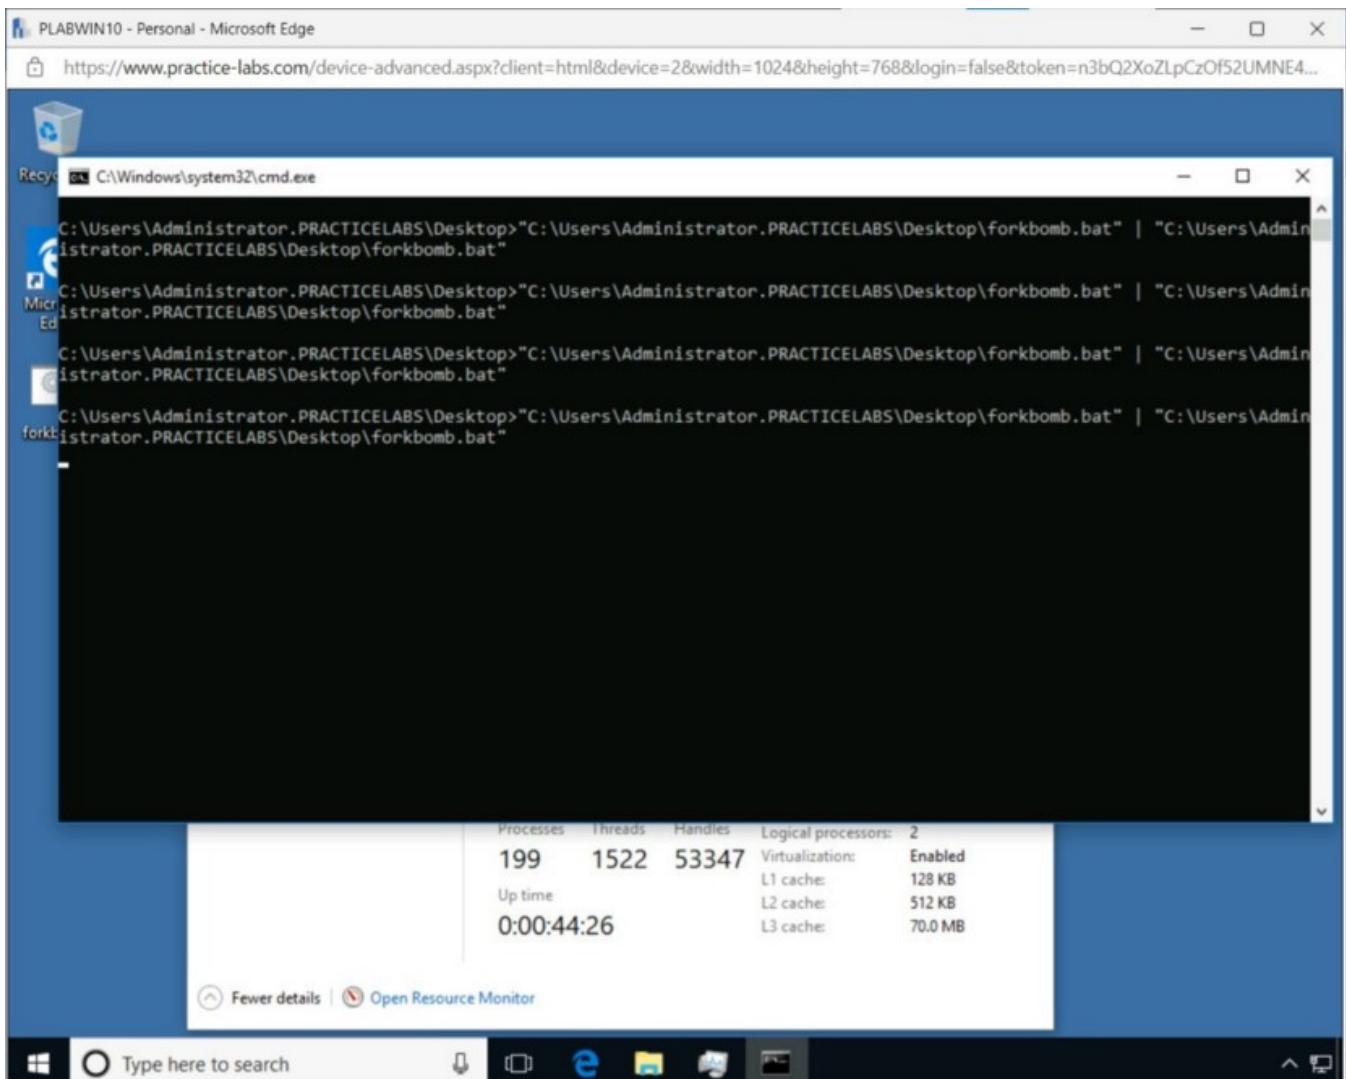 PLABWIN10 - Personal - Microsoft Edge
https://www.practice-labs.com/device-advanced.aspx?client=html&device=2&width=1024&height=768&login=false&token=n3bQ2XoZLpCzOf52UMNE4...
C:\Windows\system32\cmd.exe
C:\Users\Administrator.PRACTICELABS\Desktop>"C:\Users\Administrator.PRACTICELABS\Desktop\forkbomb.bat" | "C:\Users\Admin
istrator.PRACTICELABS\Desktop\forkbomb.bat"
C:\Users\Administrator.PRACTICELABS\Desktop>"C:\Users\Administrator.PRACTICELABS\Desktop\forkbomb.bat" | "C:\Users\Admin
istrator.PRACTICELABS\Desktop\forkbomb.bat"
C:\Users\Administrator.PRACTICELABS\Desktop>"C:\Users\Administrator.PRACTICELABS\Desktop\forkbomb.bat" | "C:\Users\Admin
istrator.PRACTICELABS\Desktop\forkbomb.bat"
C:\Users\Administrator.PRACTICELABS\Desktop>"C:\Users\Administrator.PRACTICELABS\Desktop\forkbomb.bat" | "C:\Users\Admin
istrator.PRACTICELABS\Desktop\forkbomb.bat"
Processes Threads Handles Logical processors: 2
199 1522 53347 Virtualization: Enabled
L1 cache: 128 KB
Up time L2 cache: 512 KB
0:00:44:26 L3 cache: 70.0 MB
Fewer details Open Resource Monitor
Type here to search